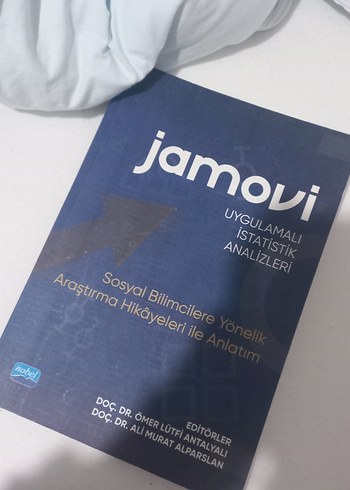 jamovi
UYGULAMALI
İSTATİSTİK
ANALİZLERİ
Sosyal Bilimcilere Yönelik
Araştırma Hikâyeleri ile Anlatım
EDİTÖRLER
DOÇ. DR. ÖMER LÜTFİ ANTALYALI
DOÇ. DR. ALİ MURAT ALPARSLAN
nobel